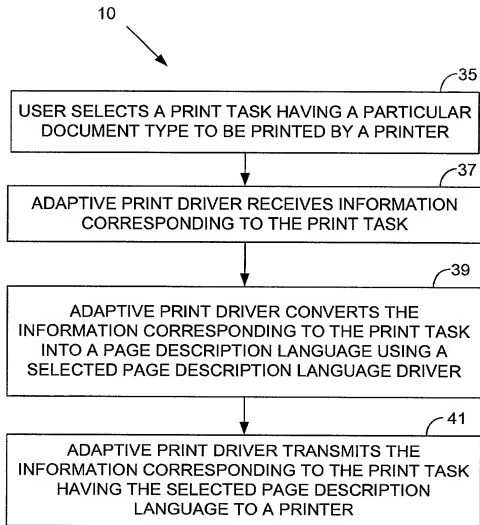 10
35
USER SELECTS A PRINT TASK HAVING A PARTICULAR
DOCUMENT TYPE TO BE PRINTED BY A PRINTER
37
ADAPTIVE PRINT DRIVER RECEIVES INFORMATION
CORRESPONDING TO THE PRINT TASK
39
ADAPTIVE PRINT DRIVER CONVERTS THE
INFORMATION CORRESPONDING TO THE PRINT TASK
INTO A PAGE DESCRIPTION LANGUAGE USING A
SELECTED PAGE DESCRIPTION LANGUAGE DRIVER
41
ADAPTIVE PRINT DRIVER TRANSMITS THE
INFORMATION CORRESPONDING TO THE PRINT TASK
HAVING THE SELECTED PAGE DESCRIPTION
LANGUAGE TO A PRINTER